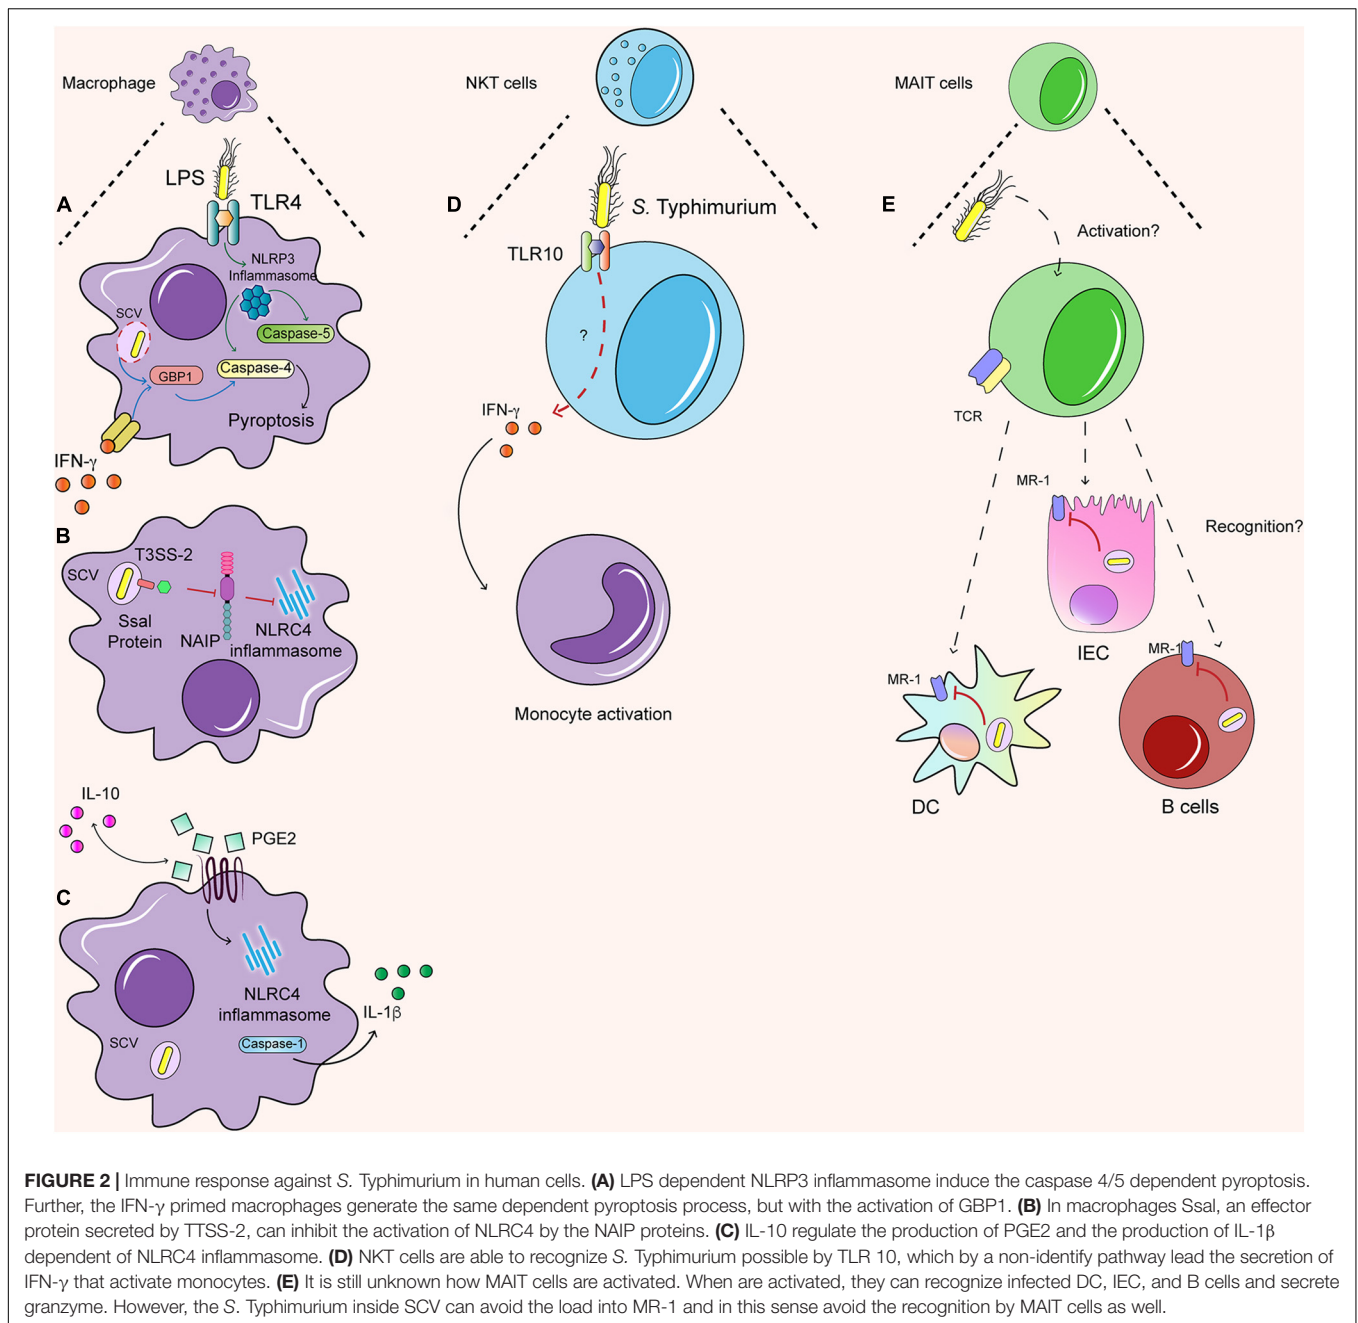 Macrophage
NKT cells
MAIT cells
A
LPS
TLR4
NLRP3
Inflammasome
SCV
Caspase-5
Caspase-4
GBP1
Pyroptosis
IFN-γ
B
T3SS-2
SCV
SsaI
Protein
NAIP
NLRC4
inflammasome
IL-10
PGE2
C
NLRC4
inflammasome
SCV
Caspase-1
IL-1β
D
S. Typhimurium
TLR10
?
IFN-γ
Monocyte activation
E
Activation?
TCR
MR-1
Recognition?
IEC
MR-1
MR-1
DC
B cells
FIGURE 2 | Immune response against S. Typhimurium in human cells. (A) LPS dependent NLRP3 inflammasome induce the caspase 4/5 dependent pyroptosis.
Further, the IFN-γ primed macrophages generate the same dependent pyroptosis process, but with the activation of GBP1. (B) In macrophages SsaI, an effector
protein secreted by TTSS-2, can inhibit the activation of NLRC4 by the NAIP proteins. (C) IL-10 regulate the production of PGE2 and the production of IL-1β
dependent of NLRC4 inflammasome. (D) NKT cells are able to recognize S. Typhimurium possible by TLR 10, which by a non-identify pathway lead the secretion of
IFN-γ that activate monocytes. (E) It is still unknown how MAIT cells are activated. When are activated, they can recognize infected DC, IEC, and B cells and secrete
granzyme. However, the S. Typhimurium inside SCV can avoid the load into MR-1 and in this sense avoid the recognition by MAIT cells as well.